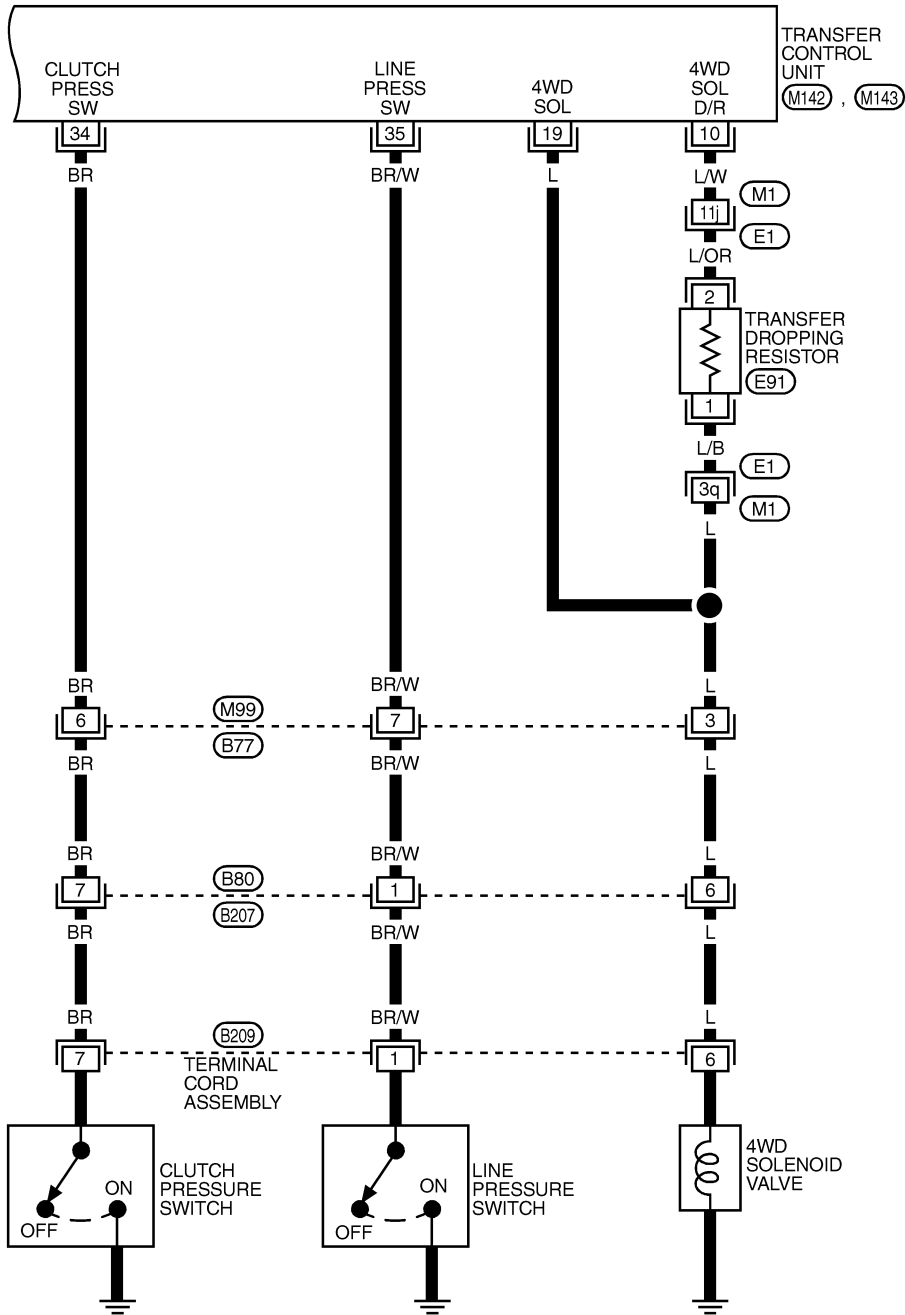 TRANSFER
CONTROL
UNIT
M142 , M143
CLUTCH
PRESS
SW
LINE
PRESS
SW
4WD
SOL
4WD
SOL
D/R
34
35
19
10
BR
BR/W
L
L/W
M1
11j
E1
L/OR
2
TRANSFER
DROPPING
RESISTOR
E91
1
L/B
E1
3q
M1
L
BR
BR/W
L
M99
6
7
3
B77
BR
BR/W
L
BR
BR/W
L
B80
7
1
6
B207
BR
BR/W
L
BR
BR/W
L
B209
7
1
6
TERMINAL
CORD
ASSEMBLY
CLUTCH
PRESSURE
SWITCH
ON
OFF
LINE
PRESSURE
SWITCH
ON
OFF
4WD
SOLENOID
VALVE